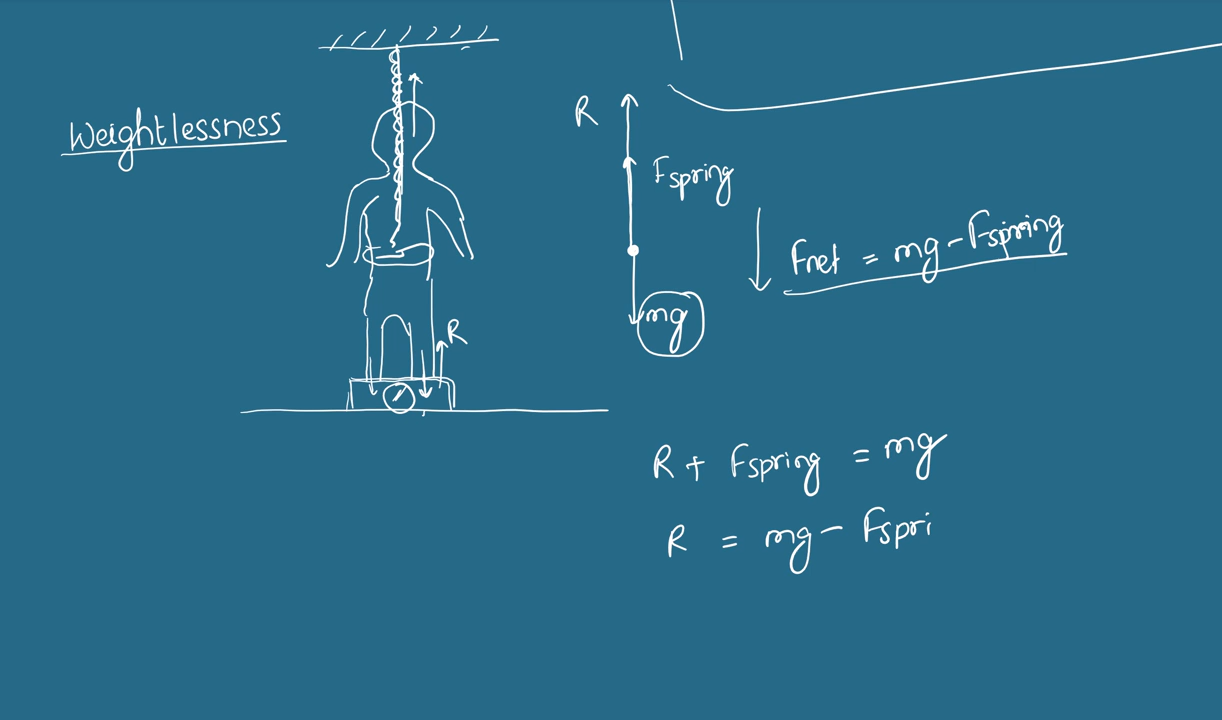 Weightlessness
R
R
Fspring
mg
Fnet = mg - Fspring
R + Fspring = mg
R = mg - Fspri